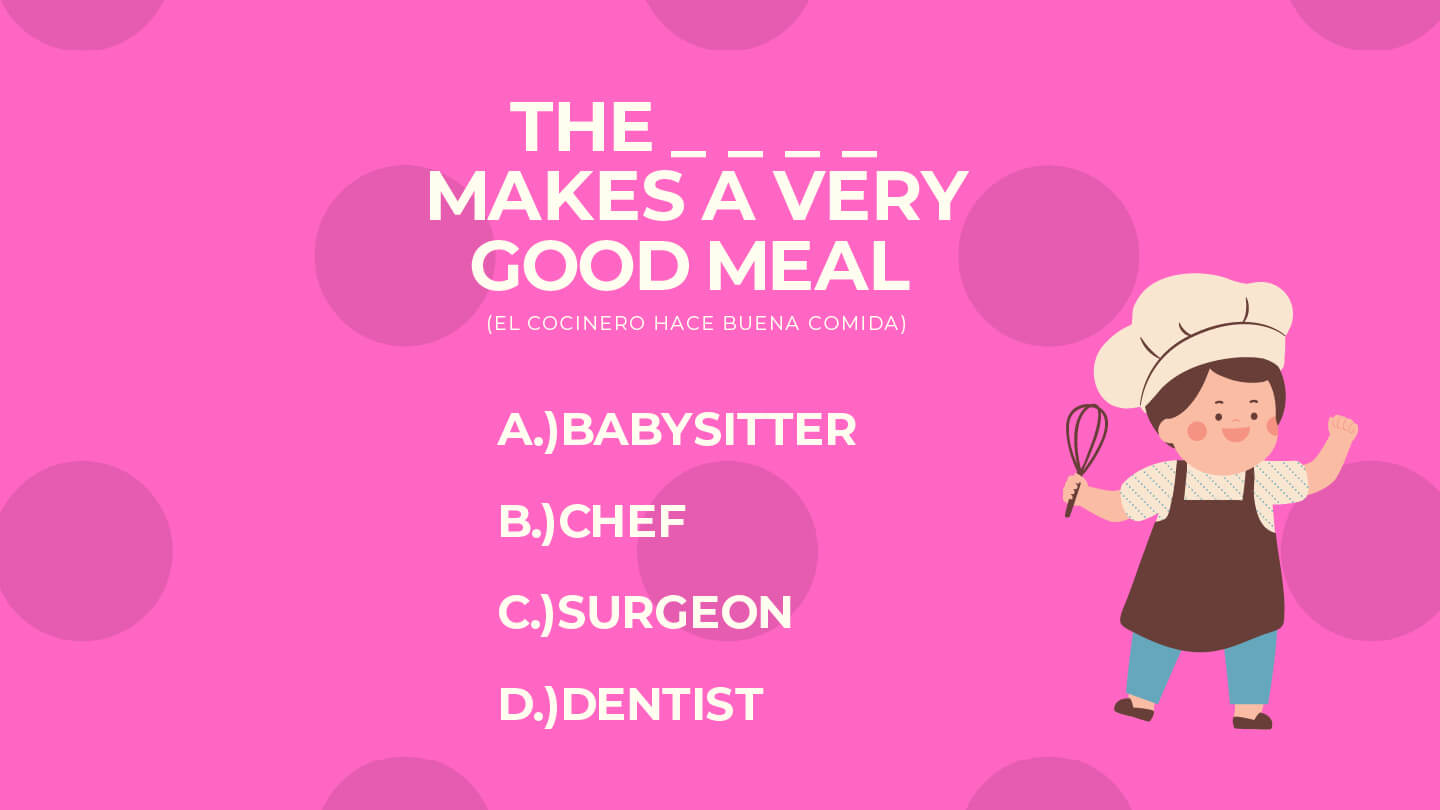 THE _ _ _ _
MAKES A VERY
GOOD MEAL
(EL COCINERO HACE BUENA COMIDA)
A.)BABYSITTER
B.)CHEF
C.)SURGEON
D.)DENTIST